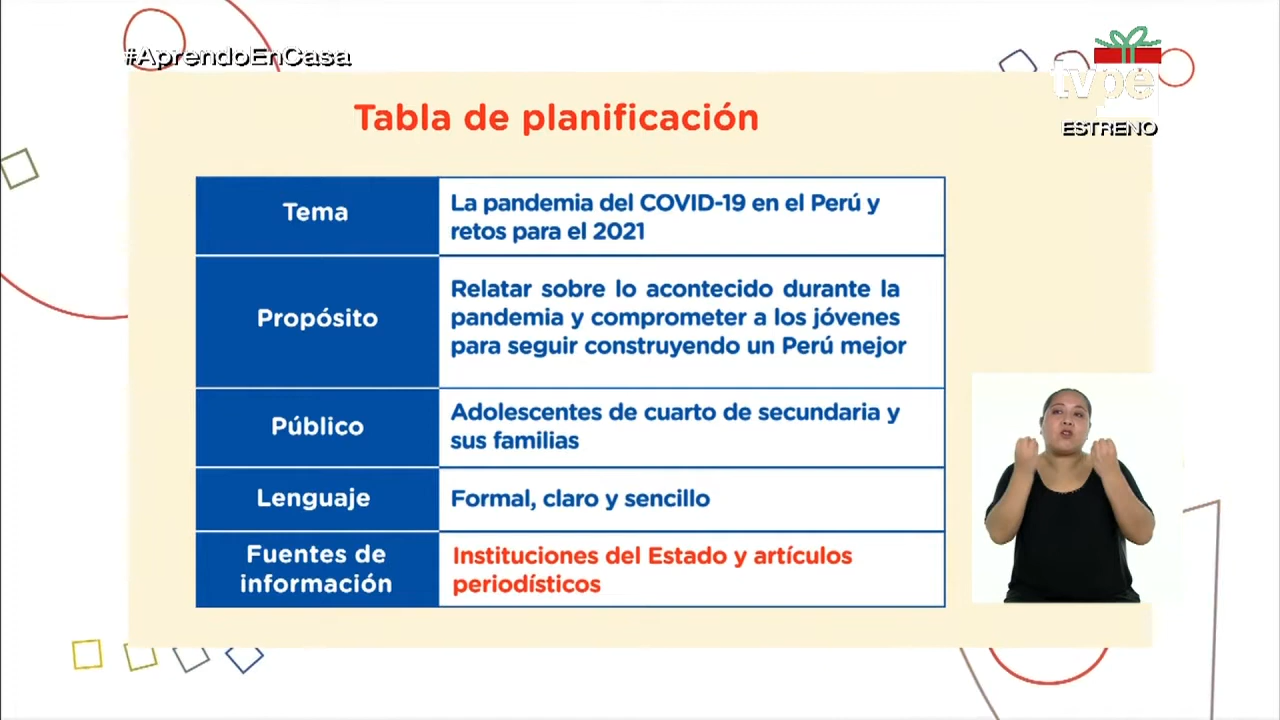 #AprendoEnCasa
tvpe
ESTRENO
Tabla de planificación
Tema
La pandemia del COVID-19 en el Perú y
retos para el 2021
Propósito
Relatar sobre lo acontecido durante la
pandemia y comprometer a los jóvenes
para seguir construyendo un Perú mejor
Público
Adolescentes de cuarto de secundaria y
sus familias
Lenguaje
Formal, claro y sencillo
Fuentes de
información
Instituciones del Estado y artículos
periodísticos